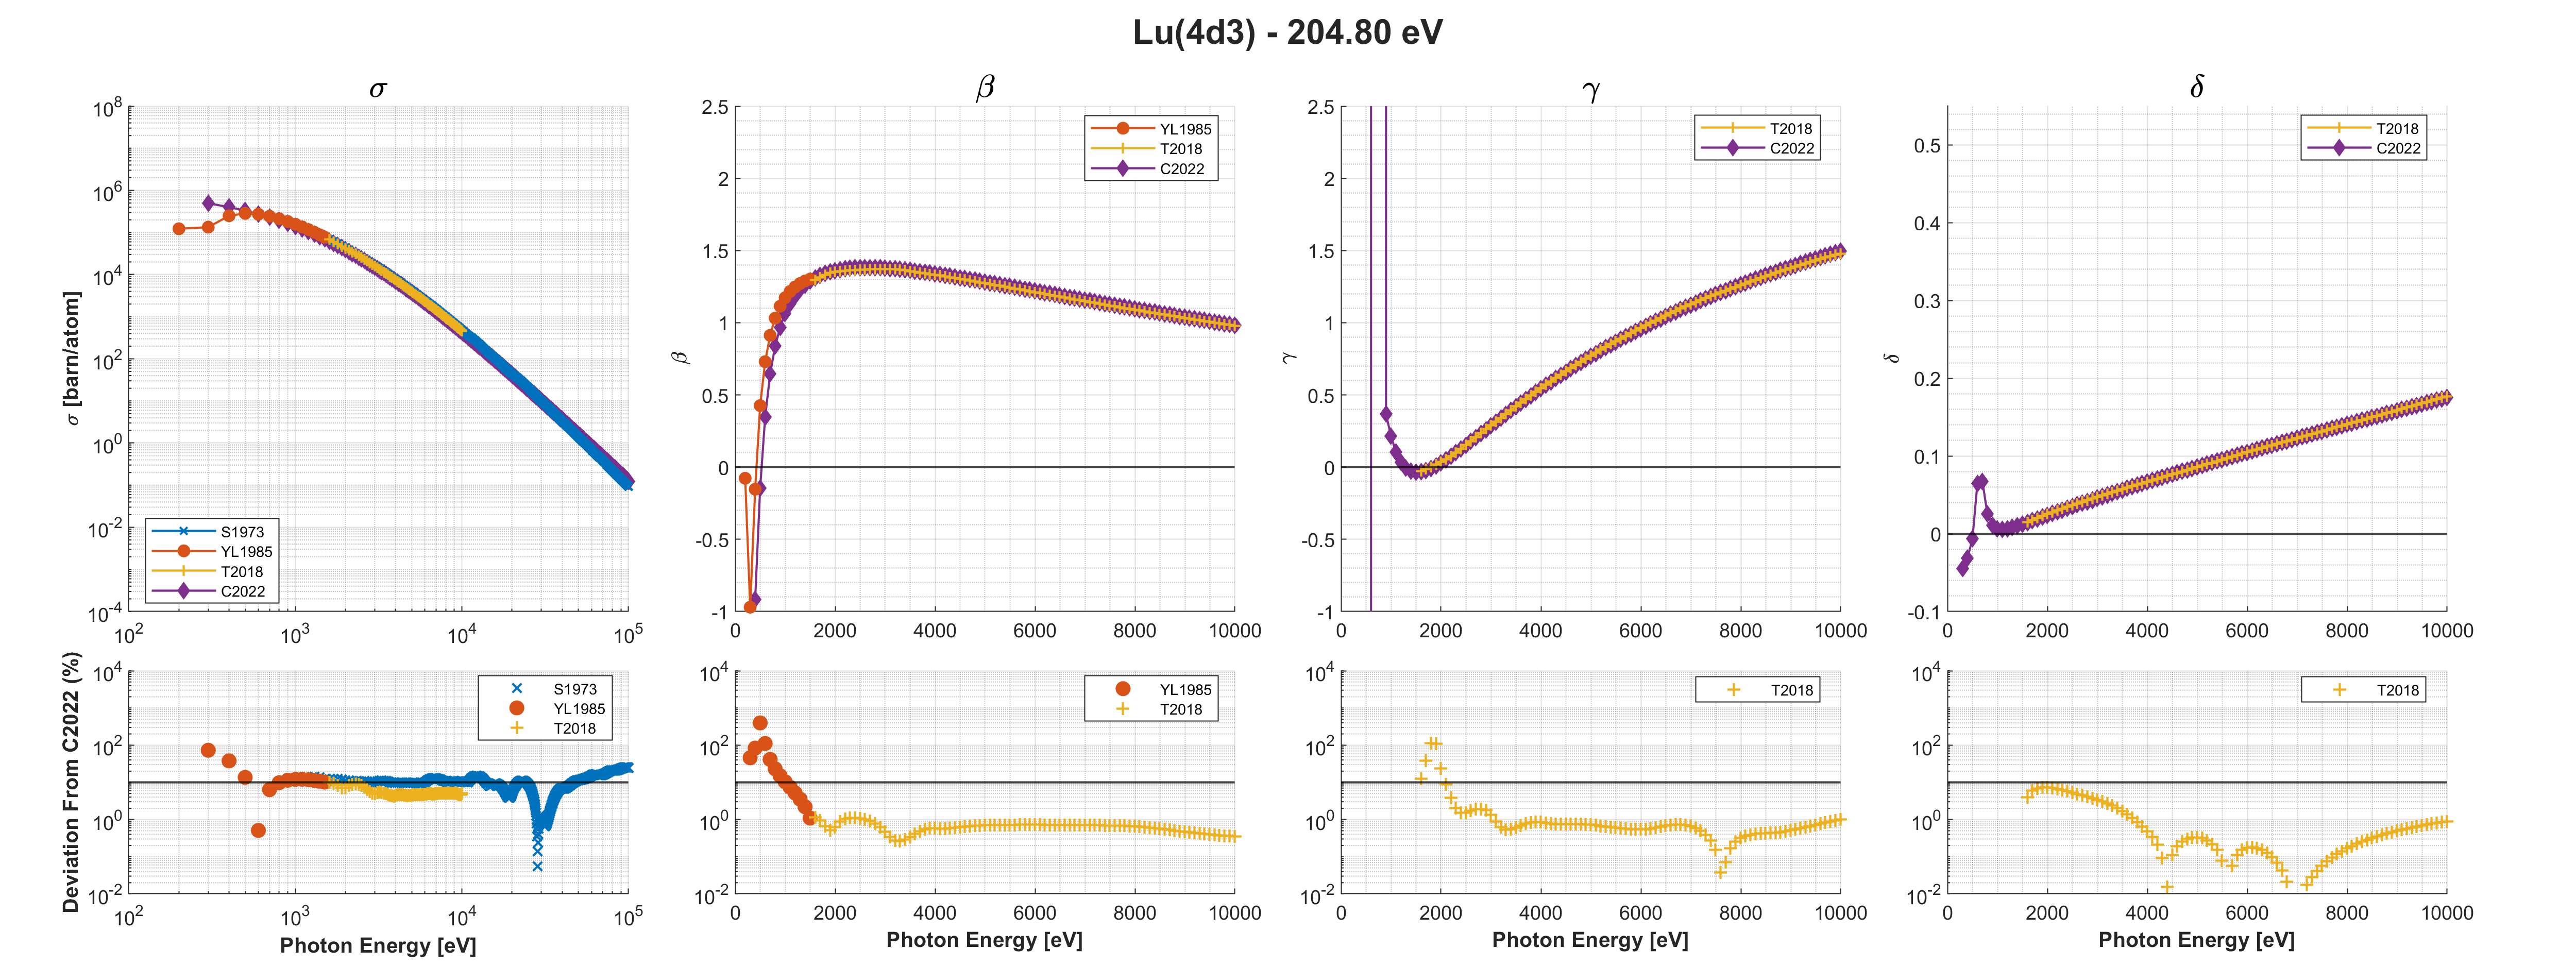 Lu(4d3) - 204.80 eV
σ
σ [barn/atom]
10^8
10^6
10^4
10^2
10^0
10^-2
10^-4
10^2
10^3
10^4
10^5
S1973
YL1985
T2018
C2022
β
β
2.5
2
1.5
1
0.5
0
-0.5
-1
0
2000
4000
6000
8000
10000
YL1985
T2018
C2022
γ
γ
2.5
2
1.5
1
0.5
0
-0.5
-1
0
2000
4000
6000
8000
10000
T2018
C2022
δ
δ
0.5
0.4
0.3
0.2
0.1
0
-0.1
0
2000
4000
6000
8000
10000
T2018
C2022
Deviation From C2022 (%)
10^4
10^2
10^0
10^-2
10^2
10^3
10^4
10^5
S1973
YL1985
T2018
Photon Energy [eV]
10^4
10^2
10^0
10^-2
0
2000
4000
6000
8000
10000
YL1985
T2018
Photon Energy [eV]
10^4
10^2
10^0
10^-2
0
2000
4000
6000
8000
10000
T2018
Photon Energy [eV]
10^4
10^2
10^0
10^-2
0
2000
4000
6000
8000
10000
T2018
Photon Energy [eV]